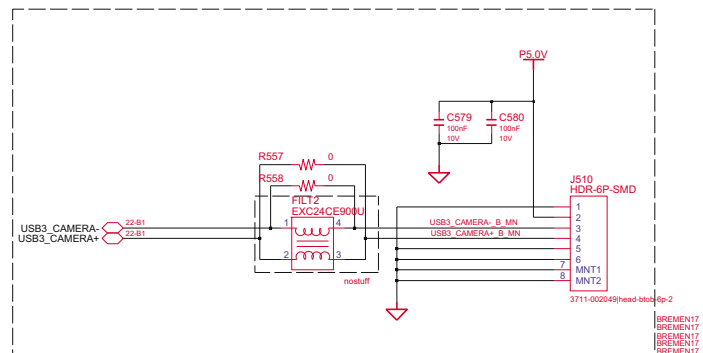 P5.0V
C579
100nF
10V
C580
100nF
10V
R557 0
R558 0
FILT2
EXC24CE900U
J510
HDR-6P-SMD
USB3_CAMERA- 22-B1
USB3_CAMERA+ 22-B1
1 4
2 3
nostuff
USB3_CAMERA-_B_MN
USB3_CAMERA+_B_MN
1
2
3
4
5
6
7 MNT1
8 MNT2
3711-002049|head-btob-6p-2
BREMEN17
BREMEN17
BREMEN17
BREMEN17
BREMEN17